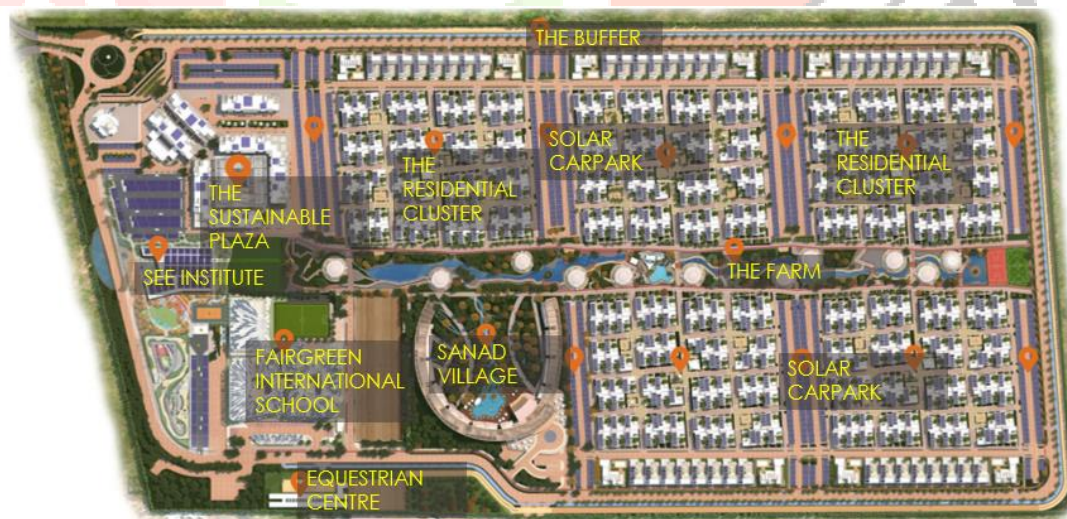 THE BUFFER
THE
RESIDENTIAL
CLUSTER
SOLAR
CARPARK
THE
RESIDENTIAL
CLUSTER
THE
SUSTAINABLE
PLAZA
SEE INSTITUTE
THE FARM
FAIRGREEN
INTERNATIONAL
SCHOOL
SANAD
VILLAGE
SOLAR
CARPARK
EQUESTRIAN
CENTRE